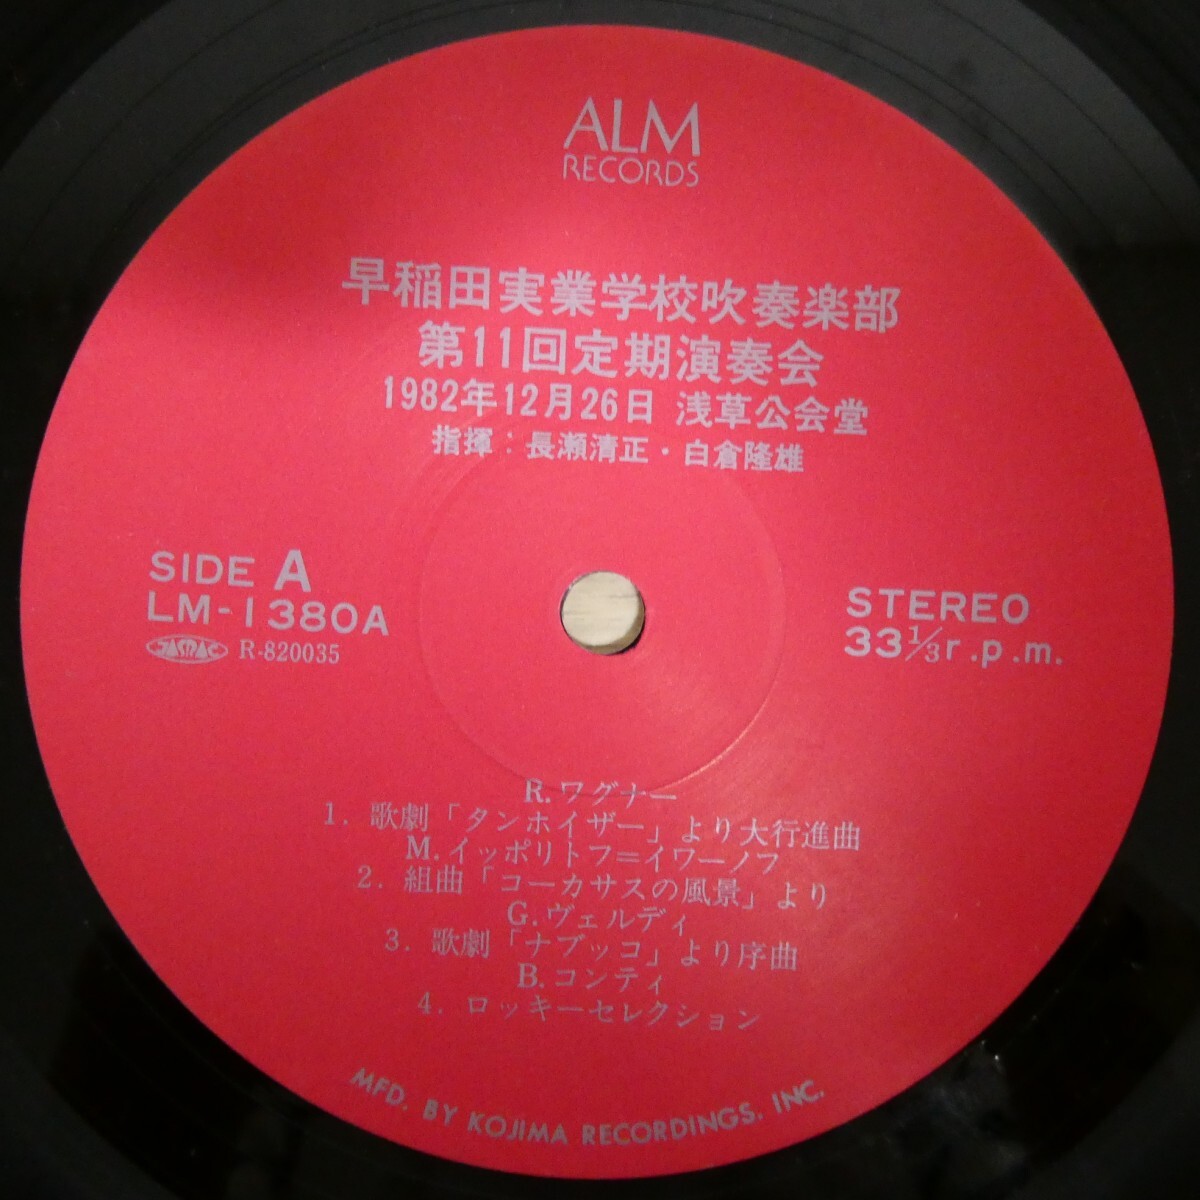 ALM
RECORDS
早稲田実業学校吹奏楽部
第11回定期演奏会
1982年12月26日 浅草公会堂
指揮：長瀬清正・白倉隆雄
SIDE A
LM-1380A
JASRAC R-820035
STEREO
33 1/3 r.p.m.
R.ワグナー
1. 歌劇「タンホイザー」より大行進曲
M.イッポリトフ=イワーノフ
2. 組曲「コーカサスの風景」より
G.ヴェルディ
3. 歌劇「ナブッコ」より序曲
B.コンティ
4. ロッキーセレクション
MFD. BY KOJIMA RECORDINGS, INC.